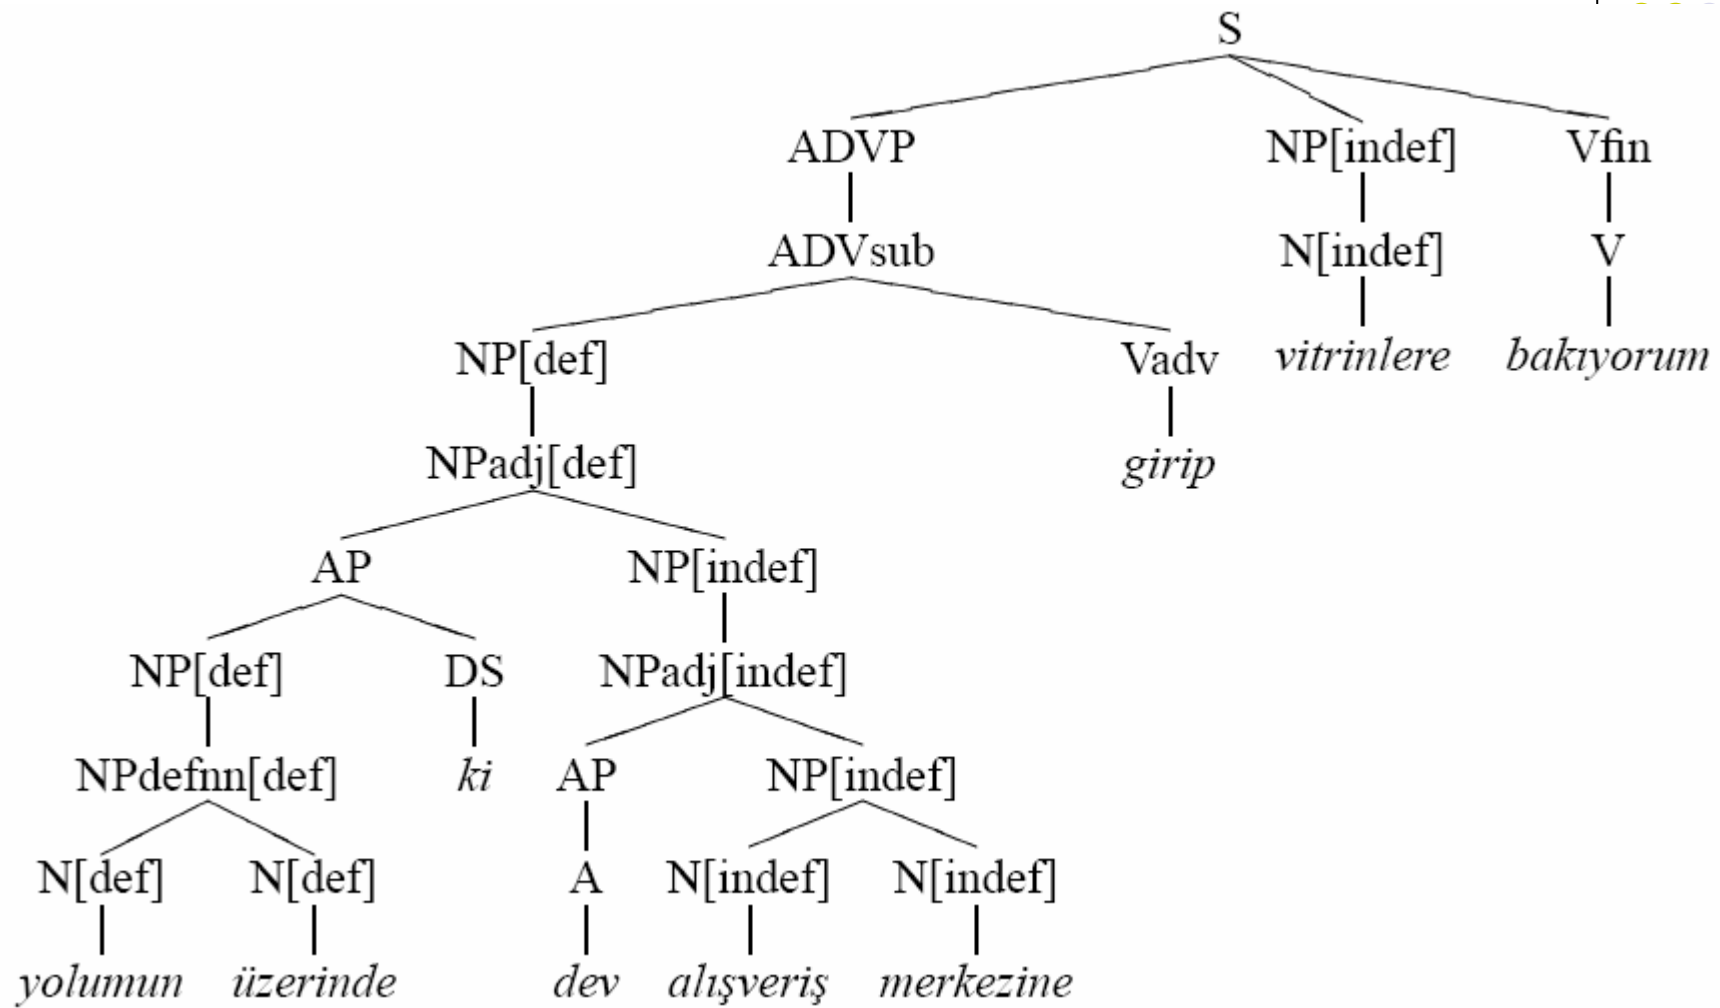 S
ADVP NP[indef] Vfin
ADVsub N[indef] V
NP[def] Vadv vitrinlere bakıyorum
NPadj[def] girip
AP NP[indef]
NP[def] DS NPadj[indef]
NPdefnn[def] ki AP NP[indef]
N[def] N[def] A N[indef] N[indef]
yolumun üzerinde dev alışveriş merkezine